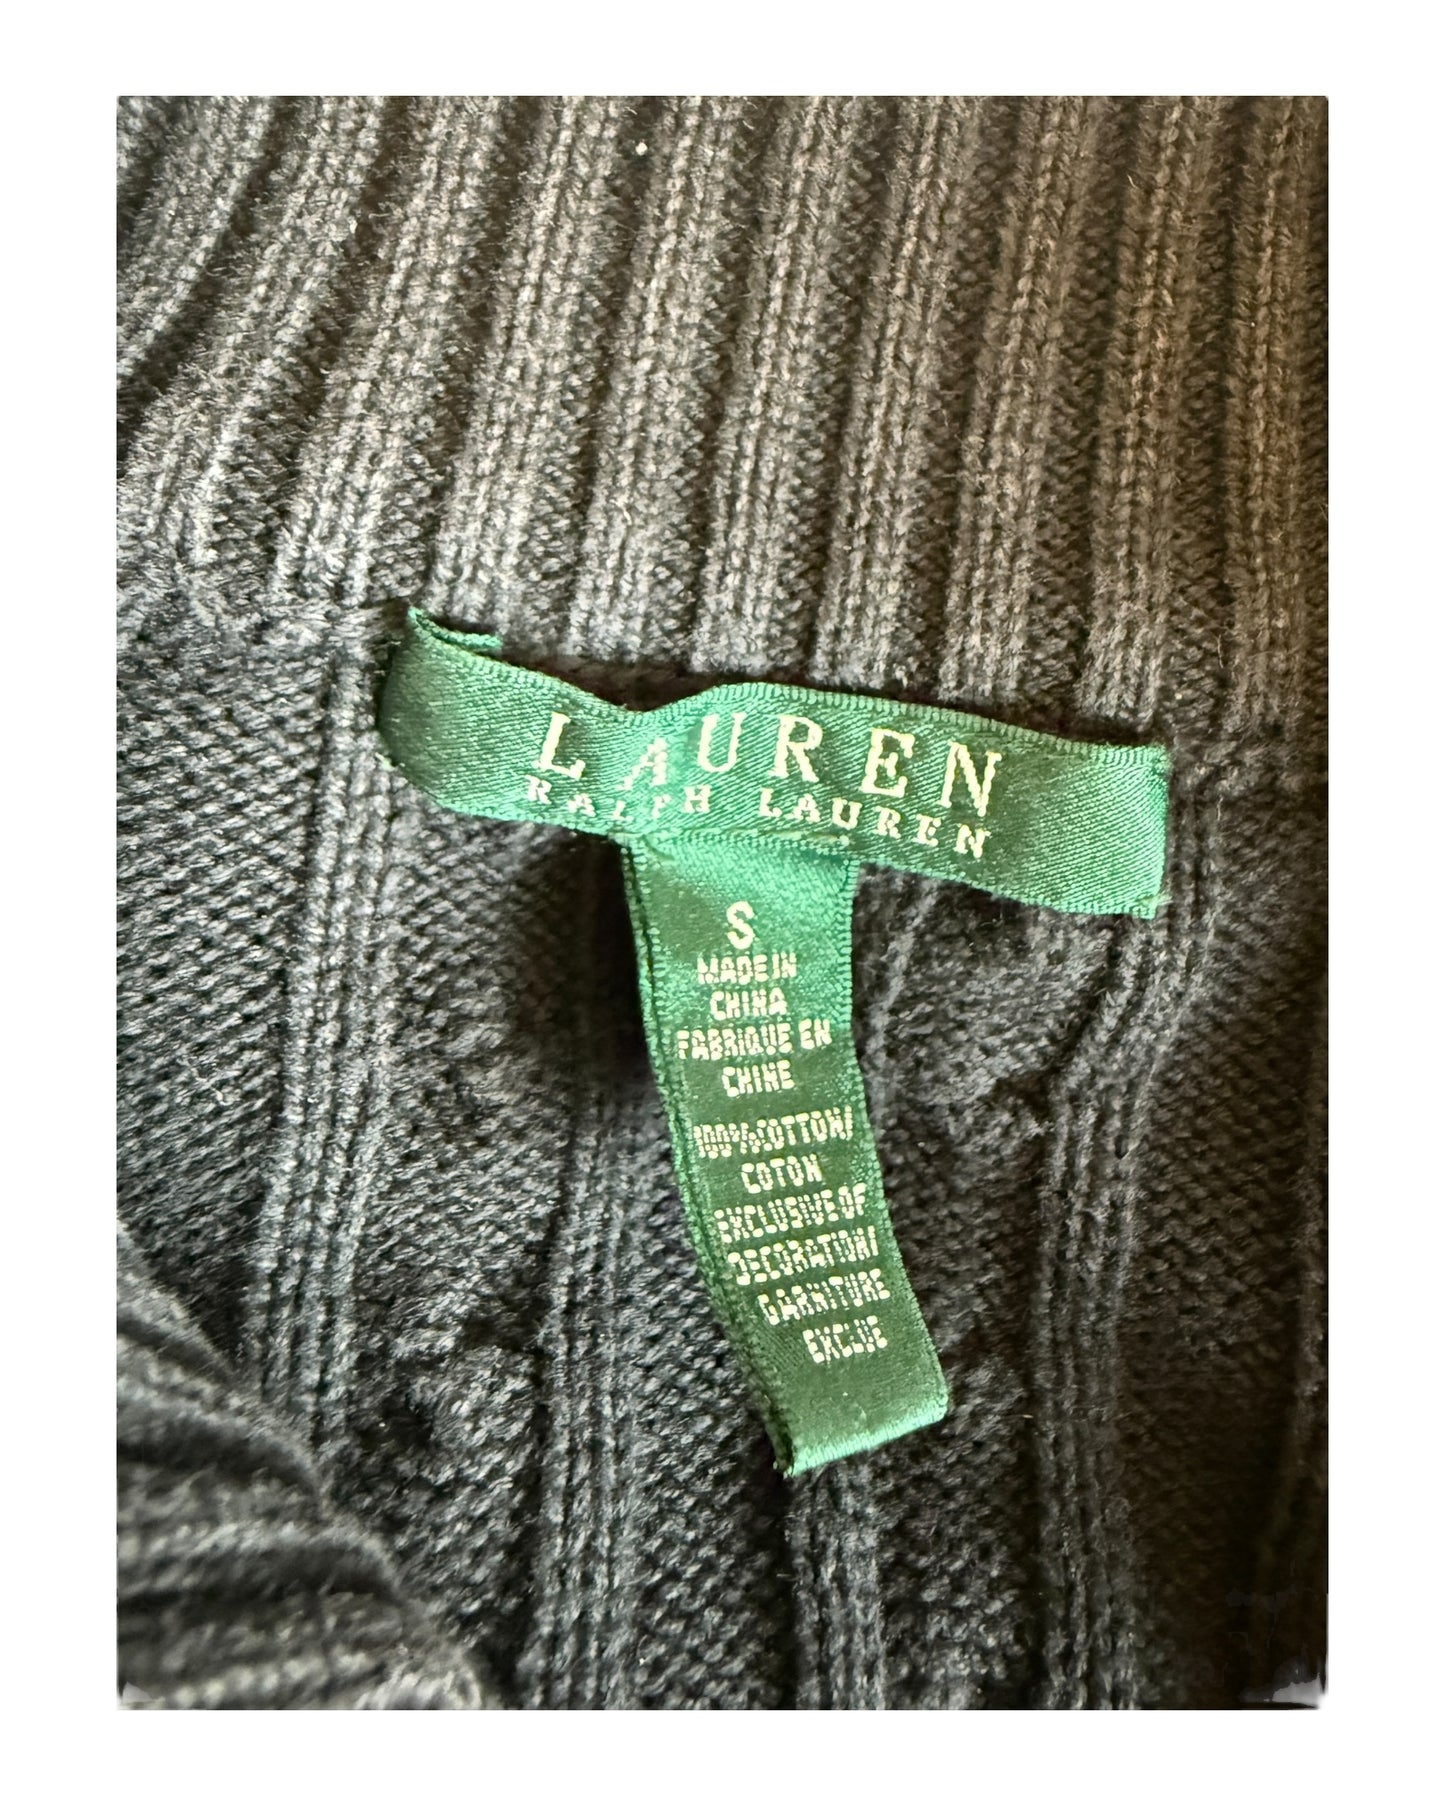 LAUREN
RALPH LAUREN
S
MADE IN
CHINA
FABRIQUE EN
CHINE
100% COTTON/
COTON
EXCLUSIVE OF
DECORATION/
GARNITURE
EXCLUE